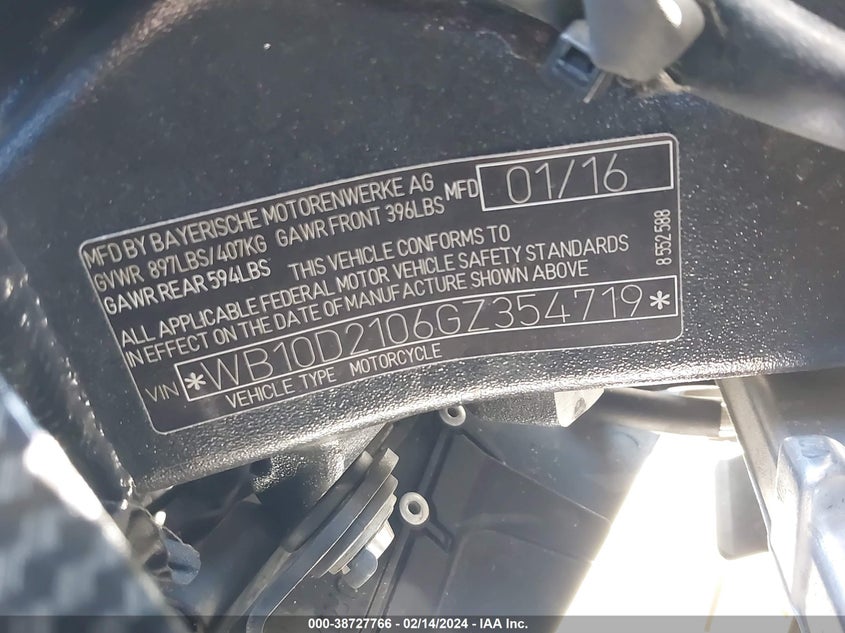 MFD BY BAYERISCHE MOTORENWERKE AG MFD 01/16
GVWR 897LBS/407KG GAWR FRONT 396LBS
GAWR REAR 594LBS THIS VEHICLE CONFORMS TO
ALL APPLICABLE FEDERAL MOTOR VEHICLE SAFETY STANDARDS
IN EFFECT ON THE DATE OF MANUFACTURE SHOWN ABOVE
VIN *WB10D2106GZ354719*
VEHICLE TYPE MOTORCYCLE
8 552 588
000-38727766 - 02/14/2024 - IAA Inc.